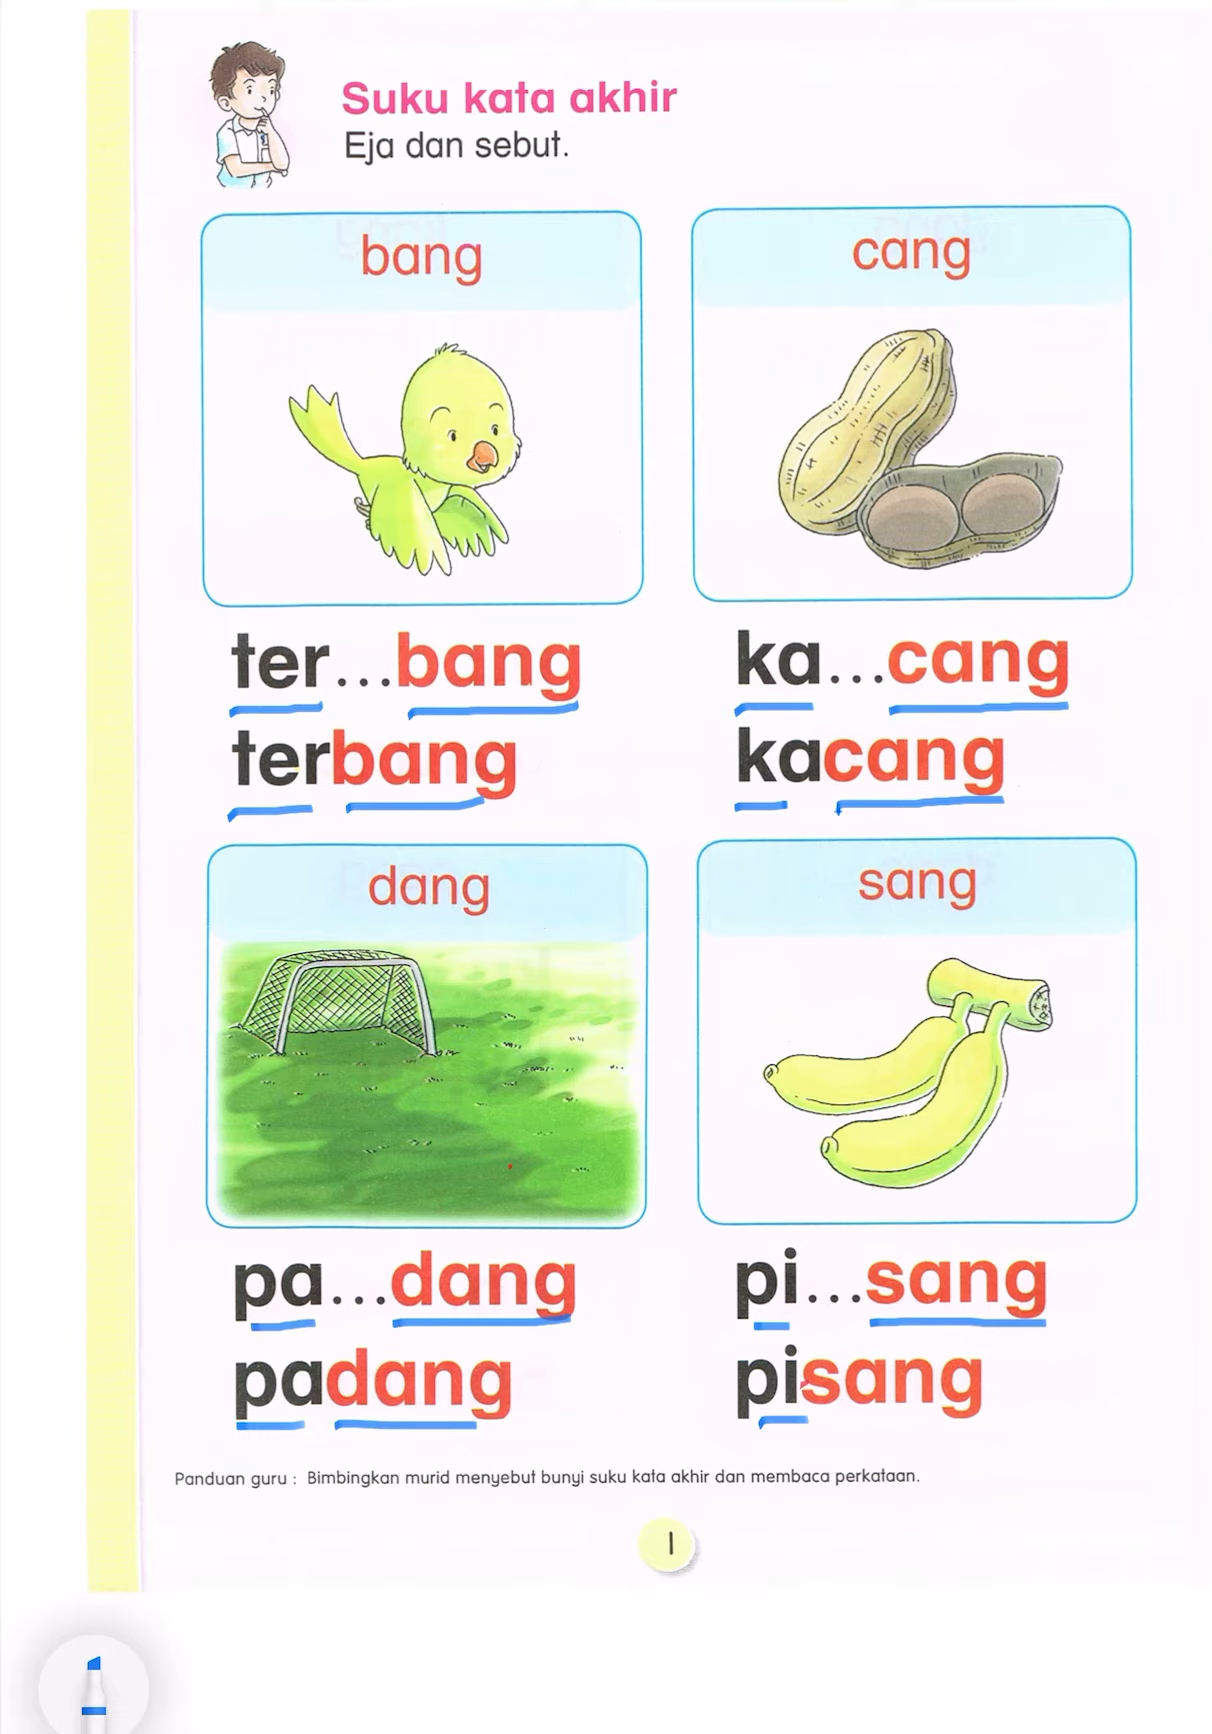 Suku kata akhir
Eja dan sebut.
bang
cang
ter...bang
terbang
ka...cang
kacang
dang
sang
pa...dang
padang
pi...sang
pisang
Panduan guru : Bimbingkan murid menyebut bunyi suku kata akhir dan membaca perkataan.
1